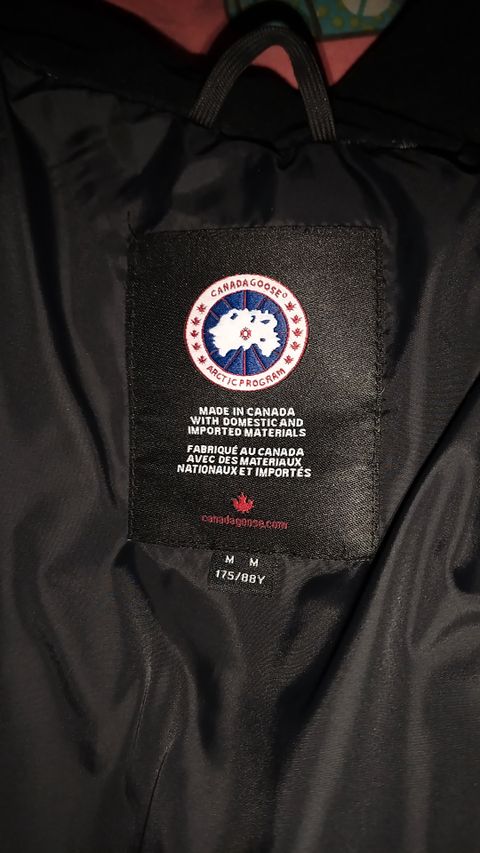 CANADA GOOSE®
ARCTIC PROGRAM
MADE IN CANADA
WITH DOMESTIC AND
IMPORTED MATERIALS
FABRIQUÉ AU CANADA
AVEC DES MATERIAUX
NATIONAUX ET IMPORTÉS
canadagoose.com
M M
175/88Y